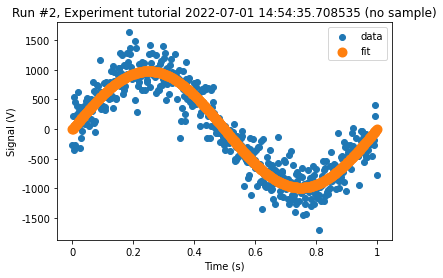 Run #2, Experiment tutorial 2022-07-01 14:54:35.708535 (no sample)
data
fit
1500
1000
500
0
-500
-1000
-1500
Signal (V)
0
0.2
0.4
0.6
0.8
1
Time (s)